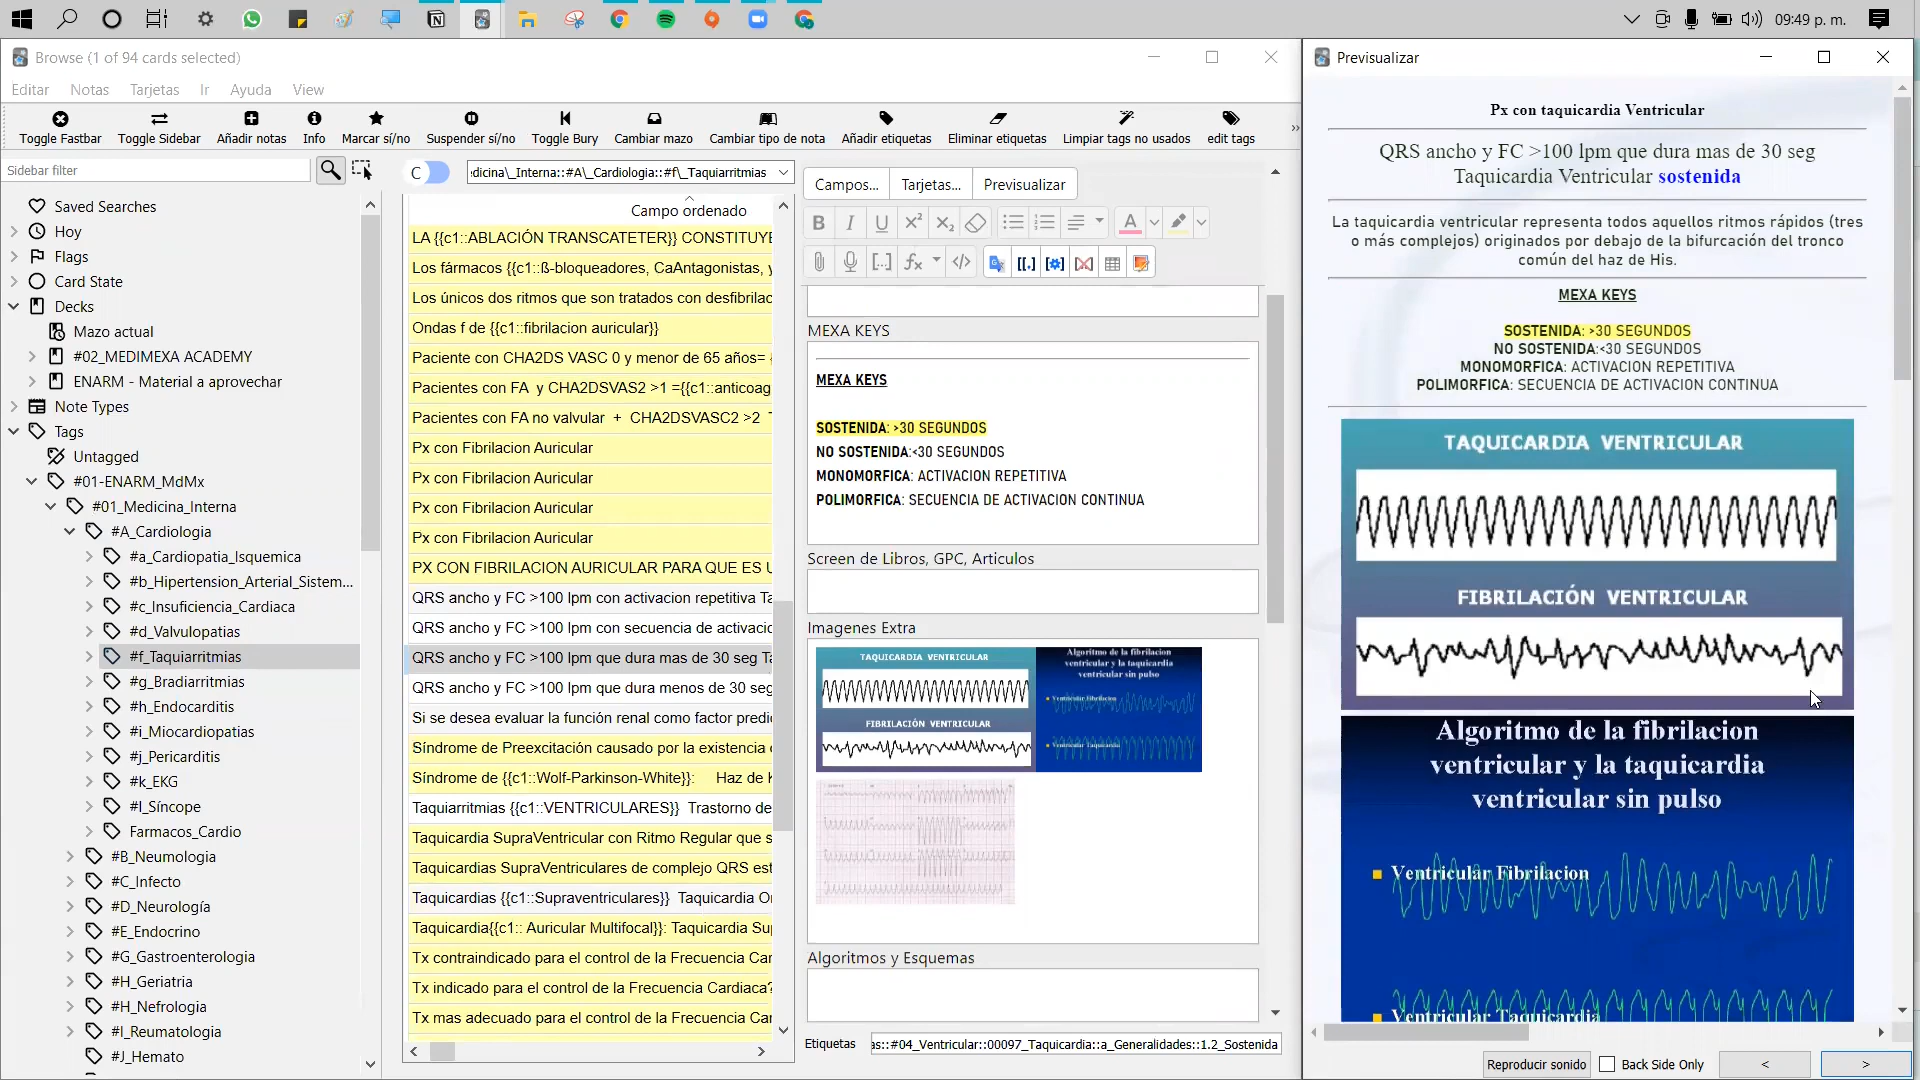 09:49 p. m.
Browse (1 of 94 cards selected)
Editar Notas Tarjetas Ir Ayuda View
Toggle Fastbar Toggle Sidebar Añadir notas Info Marcar sí/no Suspender sí/no Toggle Bury Cambiar mazo Cambiar tipo de nota Añadir etiquetas Eliminar etiquetas Limpiar tags no usados edit tags
Sidebar filter
Saved Searches
Hoy
Flags
Card State
Decks
Mazo actual
#02_MEDIMEXA ACADEMY
ENARM - Material a aprovechar
Note Types
Tags
Untagged
#01-ENARM_MdMx
#01_Medicina_Interna
#A_Cardiologia
#a_Cardiopatia_Isquemica
#b_Hipertension_Arterial_Sistem...
#c_Insuficiencia_Cardiaca
#d_Valvulopatias
#f_Taquiarritmias
#g_Bradiarritmias
#h_Endocarditis
#i_Miocardiopatias
#j_Pericarditis
#k_EKG
#l_Síncope
Farmacos_Cardio
#B_Neumologia
#C_Infecto
#D_Neurología
#E_Endocrino
#G_Gastroenterologia
#H_Geriatria
#H_Nefrologia
#I_Reumatologia
#J_Hemato
C
:dicina\_Interna::#A\_Cardiologia::#f\_Taquiarritmias
Campo ordenado
LA {{c1::ABLACIÓN TRANSCATETER}} CONSTITUYE
Los fármacos {{c1::ß-bloqueadores, CaAntagonistas, y
Los únicos dos ritmos que son tratados con desfibrilac
Ondas f de {{c1::fibrilacion auricular}}
Paciente con CHA2DS VASC 0 y menor de 65 años= {
Pacientes con FA y CHA2DSVAS2 >1 ={{c1::anticoag
Pacientes con FA no valvular + CHA2DSVASC2 >2
Px con Fibrilacion Auricular
Px con Fibrilacion Auricular
Px con Fibrilacion Auricular
Px con Fibrilacion Auricular
PX CON FIBRILACION AURICULAR PARA QUE ES U
QRS ancho y FC >100 lpm con activacion repetitiva Ta
QRS ancho y FC >100 lpm con secuencia de activacio
QRS ancho y FC >100 lpm que dura mas de 30 seg Ta
QRS ancho y FC >100 lpm que dura menos de 30 seg
Si se desea evaluar la función renal como factor predi
Síndrome de Preexcitación causado por la existencia
Síndrome de {{c1::Wolf-Parkinson-White}}: Haz de K
Taquiarritmias {{c1::VENTRICULARES}} Trastorno de
Taquicardia SupraVentricular con Ritmo Regular que s
Taquicardias SupraVentriculares de complejo QRS est
Taquicardias {{c1::Supraventriculares}} Taquicardia O
Taquicardia{{c1:: Auricular Multifocal}}: Taquicardia Su
Tx contraindicado para el control de la Frecuencia Car
Tx indicado para el control de la Frecuencia Cardiaca?
Tx mas adecuado para el control de la Frecuencia Car
Campos... Tarjetas... Previsualizar
MEXA KEYS
MEXA KEYS
SOSTENIDA: >30 SEGUNDOS
NO SOSTENIDA:<30 SEGUNDOS
MONOMORFICA: ACTIVACION REPETITIVA
POLIMORFICA: SECUENCIA DE ACTIVACION CONTINUA
Screen de Libros, GPC, Articulos
Imagenes Extra
TAQUICARDIA VENTRICULAR
FIBRILACIÓN VENTRICULAR
Algoritmo de la fibrilacion
ventricular y la taquicardia
ventricular sin pulso
Ventricular Fibrilacion
Ventricular Taquicardia
Algoritmos y Esquemas
Etiquetas as::#04_Ventricular::00097_Taquicardia::a_Generalidades::1.2_Sostenida
Previsualizar
Px con taquicardia Ventricular
QRS ancho y FC >100 lpm que dura mas de 30 seg
Taquicardia Ventricular sostenida
La taquicardia ventricular representa todos aquellos ritmos rápidos (tres
o más complejos) originados por debajo de la bifurcación del tronco
común del haz de His.
MEXA KEYS
SOSTENIDA: >30 SEGUNDOS
NO SOSTENIDA:<30 SEGUNDOS
MONOMORFICA: ACTIVACION REPETITIVA
POLIMORFICA: SECUENCIA DE ACTIVACION CONTINUA
TAQUICARDIA VENTRICULAR
FIBRILACIÓN VENTRICULAR
Algoritmo de la fibrilacion
ventricular y la taquicardia
ventricular sin pulso
Ventricular Fibrilacion
Ventricular Taquicardia
Reproducir sonido Back Side Only < >